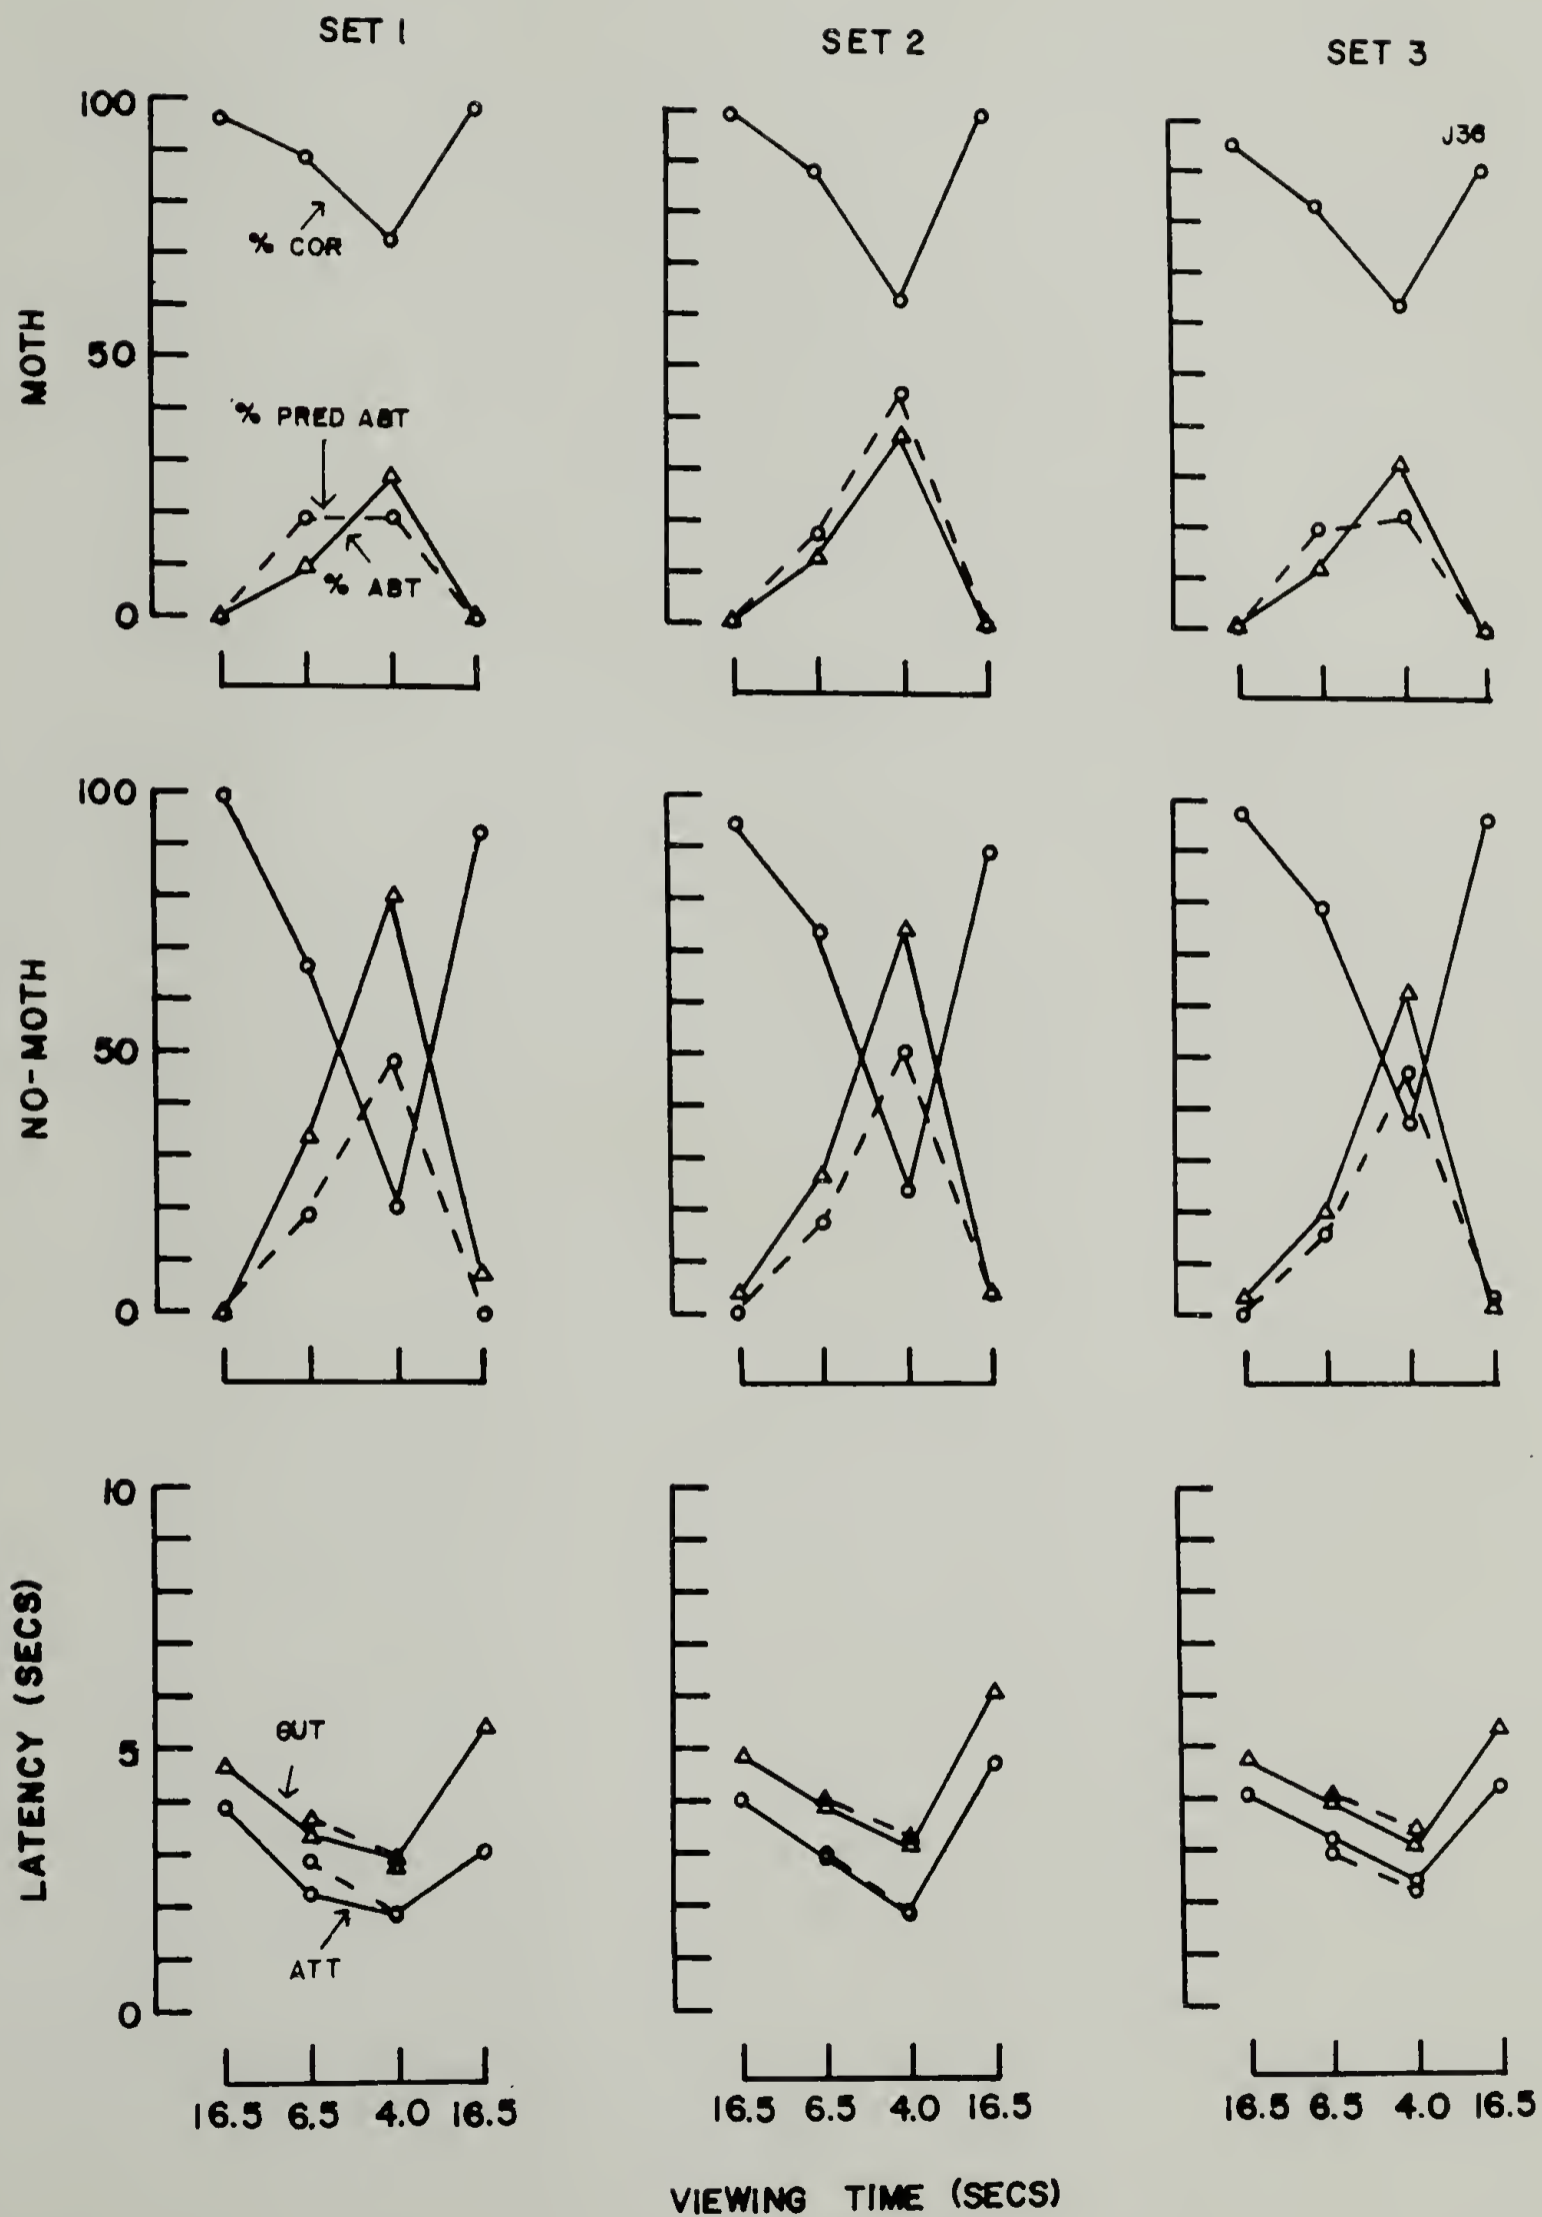 SET 1
SET 2
SET 3
100
J36
% COR
MOTH
50
% PRED ABT
% ABT
0
100
NO-MOTH
50
0
10
LATENCY (SECS)
OUT
5
ATT
0
16.5 6.5 4.0 16.5
16.5 6.5 4.0 16.5
16.5 6.5 4.0 16.5
VIEWING TIME (SECS)